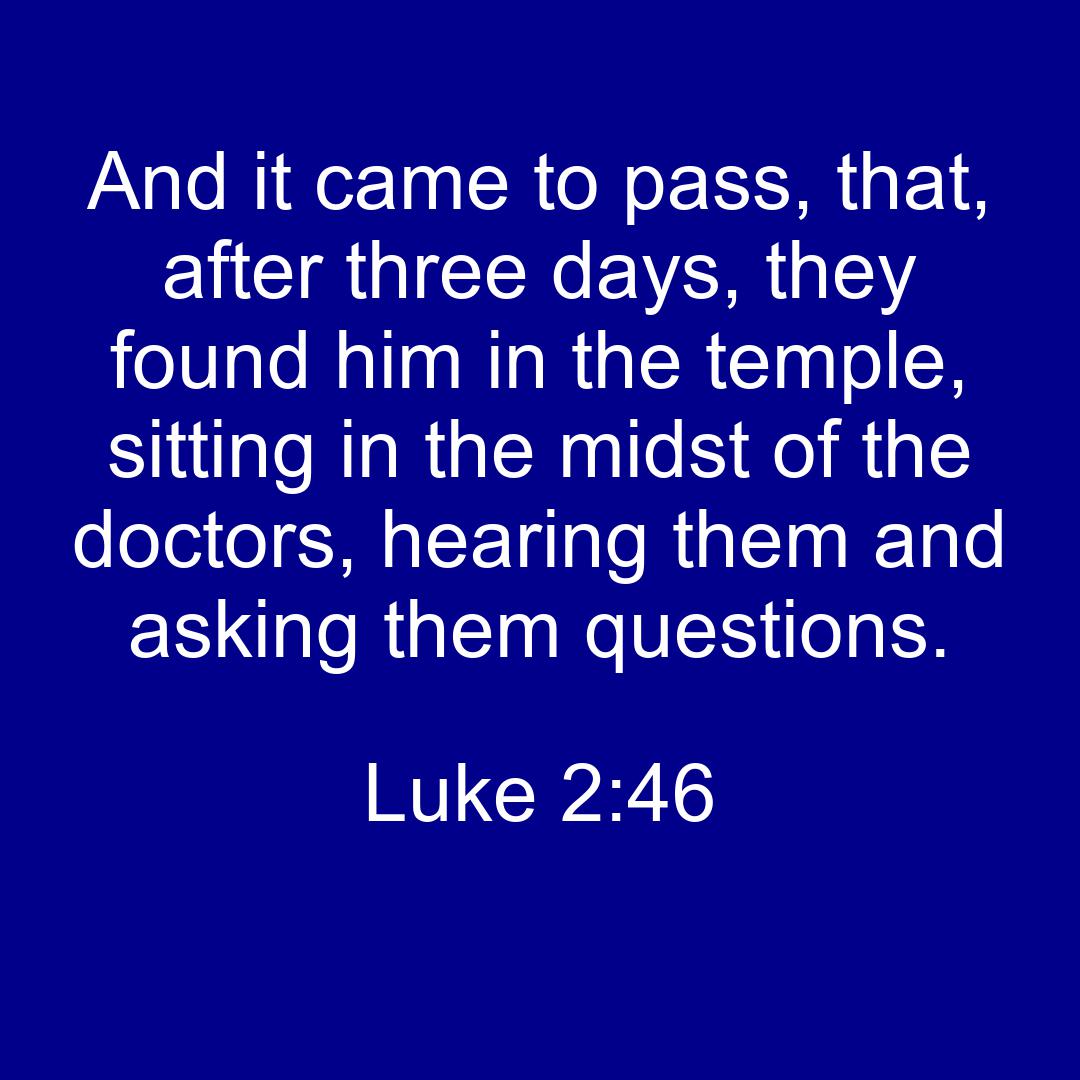 And it came to pass, that,
after three days, they
found him in the temple,
sitting in the midst of the
doctors, hearing them and
asking them questions.
Luke 2:46